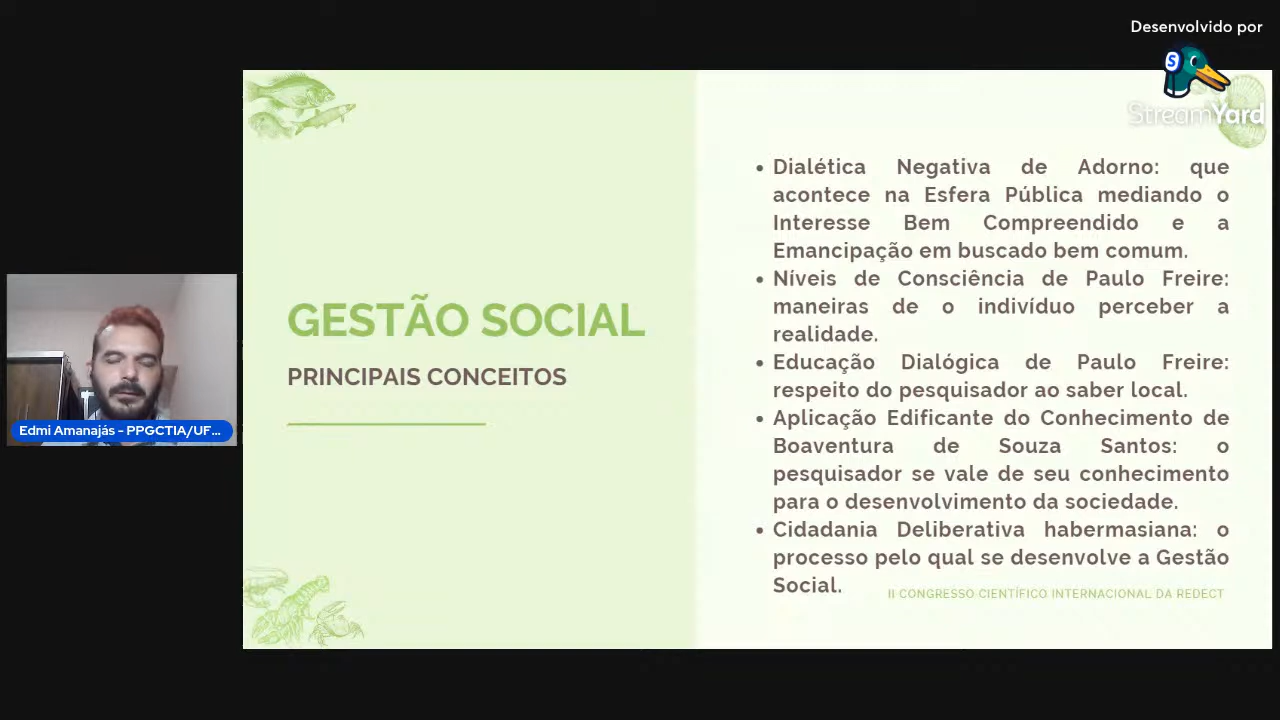 Desenvolvido por
StreamYard
Dialética Negativa de Adorno: que
acontece na Esfera Pública mediando o
Interesse Bem Compreendido e a
Emancipação em buscado bem comum.
Níveis de Consciência de Paulo Freire:
maneiras de o indivíduo perceber a
realidade.
Educação Dialógica de Paulo Freire:
respeito do pesquisador ao saber local.
Aplicação Edificante do Conhecimento de
Boaventura de Souza Santos: o
pesquisador se vale de seu conhecimento
para o desenvolvimento da sociedade.
Cidadania Deliberativa habermasiana: o
processo pelo qual se desenvolve a Gestão
Social.
GESTÃO SOCIAL
PRINCIPAIS CONCEITOS
Edmi Amanajás - PPGCTIA/UF...
II CONGRESSO CIENTÍFICO INTERNACIONAL DA REDECT